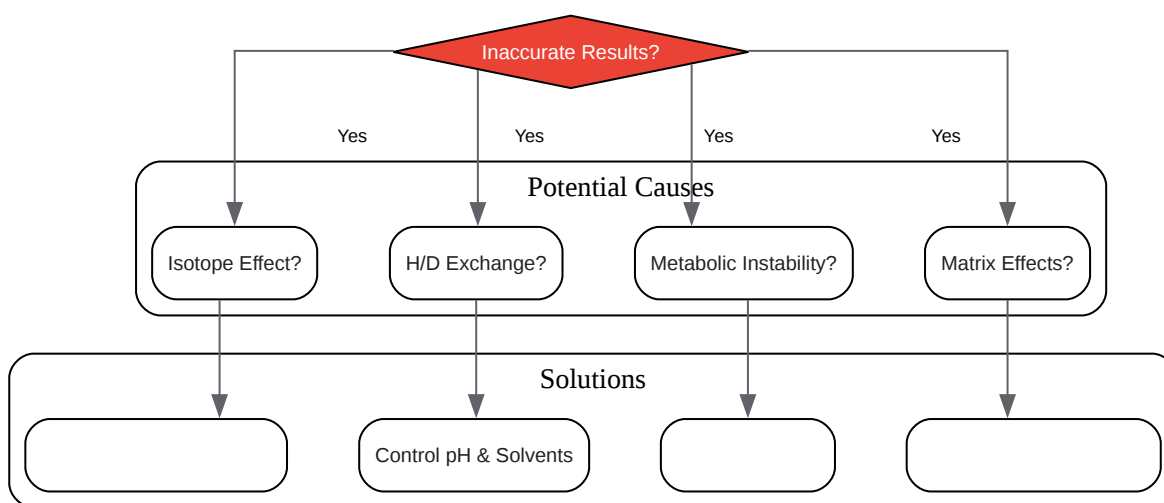 Inaccurate Results?
Yes
Yes
Yes
Yes
Potential Causes
Isotope Effect?
H/D Exchange?
Metabolic Instability?
Matrix Effects?
Solutions
Control pH & Solvents